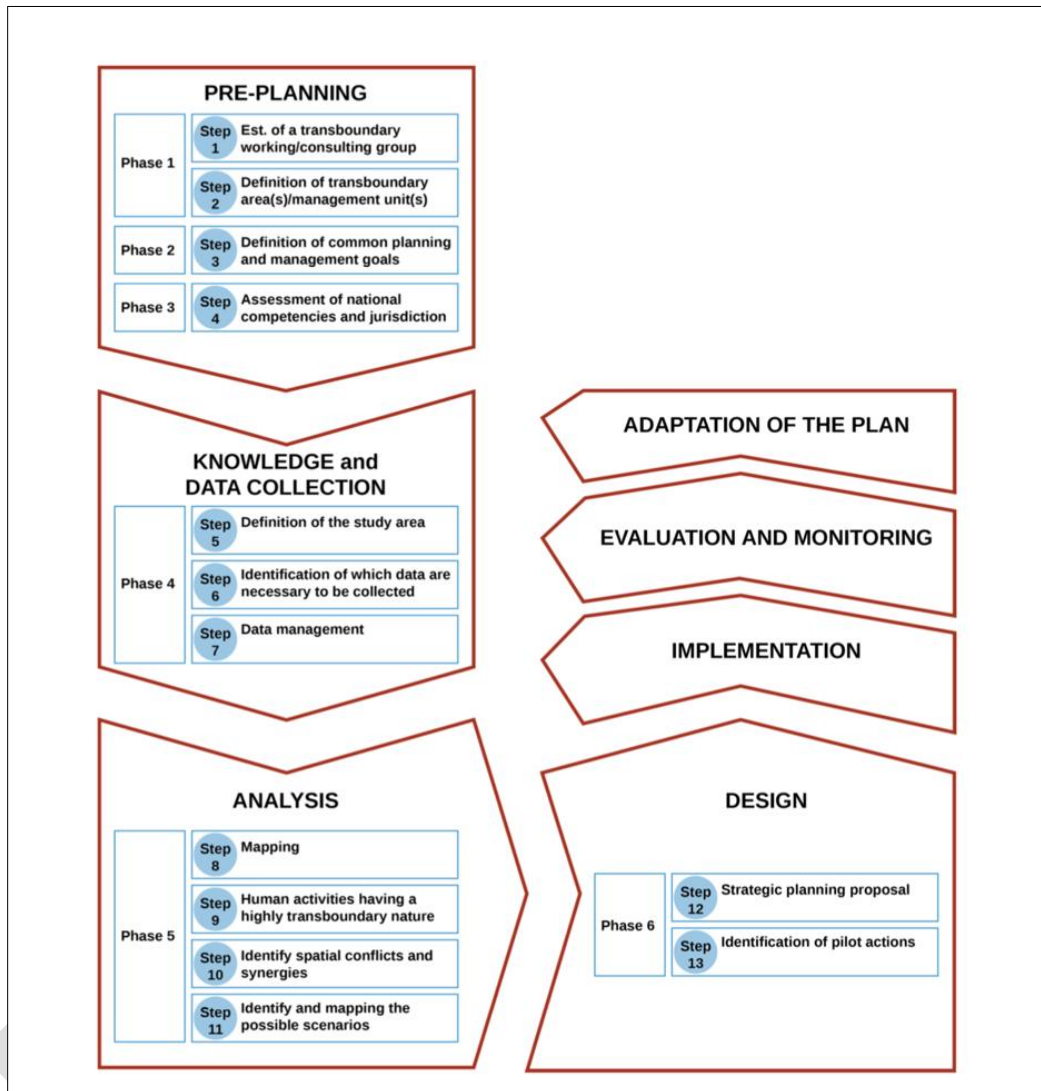 PRE-PLANNING
Phase 1
Step
1
Est. of a transboundary
working/consulting group
Step
2
Definition of transboundary
area(s)/management unit(s)
Phase 2
Step
3
Definition of common planning
and management goals
Phase 3
Step
4
Assessment of national
competencies and jurisdiction
KNOWLEDGE and
DATA COLLECTION
Phase 4
Step
5
Definition of the study area
Step
6
Identification of which data are
necessary to be collected
Step
7
Data management
ANALYSIS
Phase 5
Step
8
Mapping
Step
9
Human activities having a
highly transboundary nature
Step
10
Identify spatial conflicts and
synergies
Step
11
Identify and mapping the
possible scenarios
DESIGN
Phase 6
Step
12
Strategic planning proposal
Step
13
Identification of pilot actions
IMPLEMENTATION
EVALUATION AND MONITORING
ADAPTATION OF THE PLAN